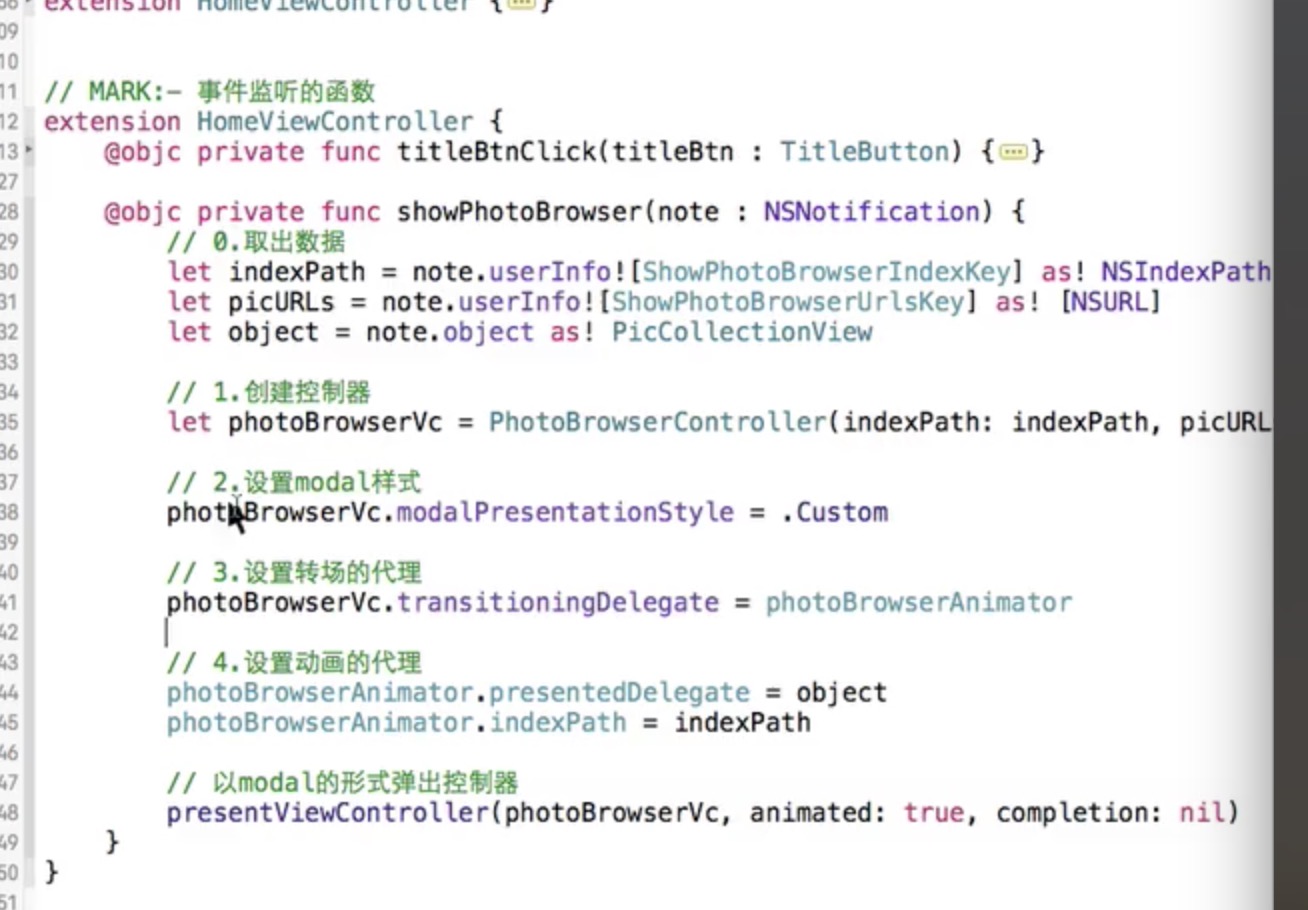 extension HomeViewController {...}
09
10
11 // MARK:- 事件监听的函数
12 extension HomeViewController {
13 @objc private func titleBtnClick(titleBtn : TitleButton) {...}
27
28 @objc private func showPhotoBrowser(note : NSNotification) {
29 // 0.取出数据
30 let indexPath = note.userInfo![ShowPhotoBrowserIndexKey] as! NSIndexPath
31 let picURLs = note.userInfo![ShowPhotoBrowserUrlsKey] as! [NSURL]
32 let object = note.object as! PicCollectionView
33
34 // 1.创建控制器
35 let photoBrowserVc = PhotoBrowserController(indexPath: indexPath, picURL
36
37 // 2.设置modal样式
38 photoBrowserVc.modalPresentationStyle = .Custom
39
40 // 3.设置转场的代理
41 photoBrowserVc.transitioningDelegate = photoBrowserAnimator
42
43 // 4.设置动画的代理
44 photoBrowserAnimator.presentedDelegate = object
45 photoBrowserAnimator.indexPath = indexPath
46
47 // 以modal的形式弹出控制器
48 presentViewController(photoBrowserVc, animated: true, completion: nil)
49 }
50 }
51